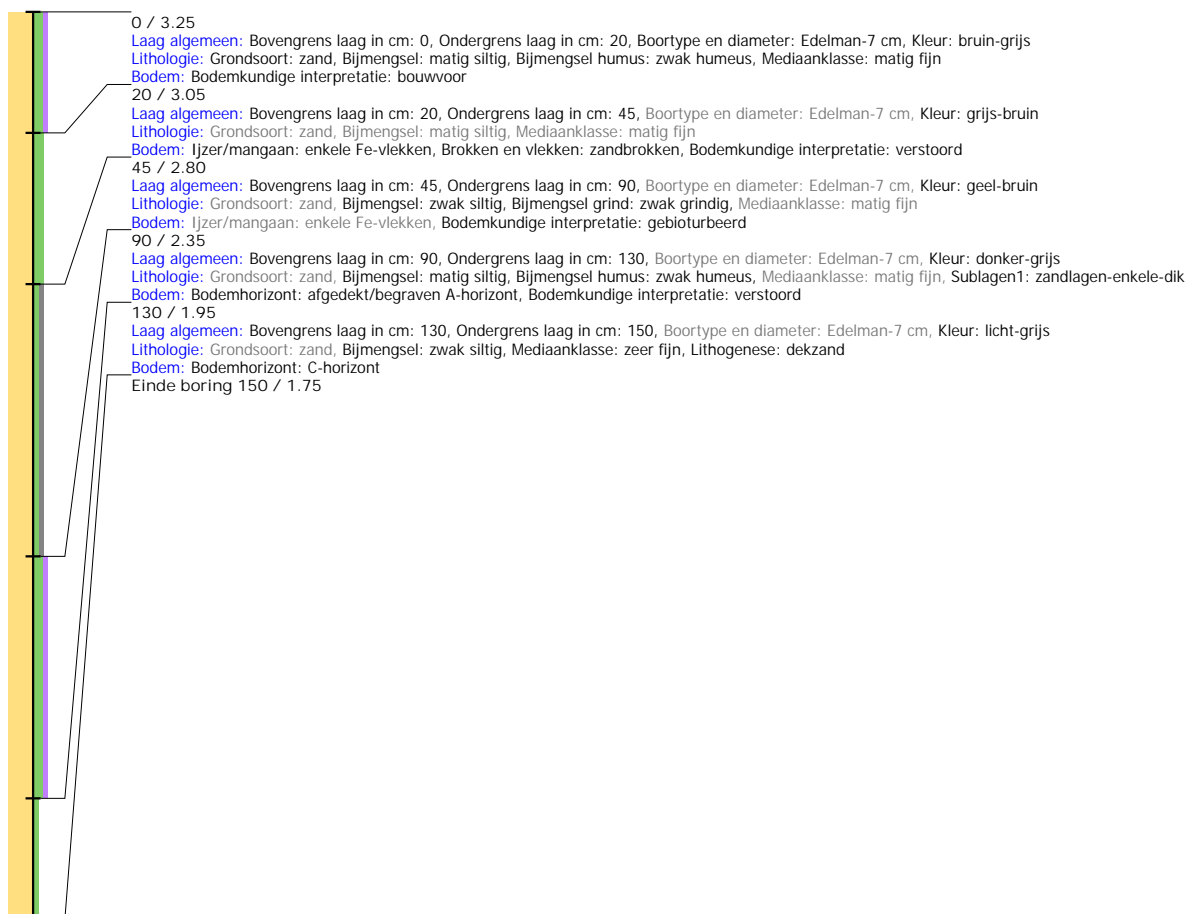 0 / 3.25
Laag algemeen: Bovengrens laag in cm: 0, Ondergrens laag in cm: 20, Boortype en diameter: Edelman-7 cm, Kleur: bruin-grijs
Lithologie: Grondsoort: zand, Bijmengsel: matig siltig, Bijmengsel humus: zwak humeus, Mediaanklasse: matig fijn
Bodem: Bodemkundige interpretatie: bouwvoor
20 / 3.05
Laag algemeen: Bovengrens laag in cm: 20, Ondergrens laag in cm: 45, Boortype en diameter: Edelman-7 cm, Kleur: grijs-bruin
Lithologie: Grondsoort: zand, Bijmengsel: matig siltig, Mediaanklasse: matig fijn
Bodem: Ijzer/mangaan: enkele Fe-vlekken, Brokken en vlekken: zandbrokken, Bodemkundige interpretatie: verstoord
45 / 2.80
Laag algemeen: Bovengrens laag in cm: 45, Ondergrens laag in cm: 90, Boortype en diameter: Edelman-7 cm, Kleur: geel-bruin
Lithologie: Grondsoort: zand, Bijmengsel: zwak siltig, Bijmengsel grind: zwak grindig, Mediaanklasse: matig fijn
Bodem: Ijzer/mangaan: enkele Fe-vlekken, Bodemkundige interpretatie: gebioturbeerd
90 / 2.35
Laag algemeen: Bovengrens laag in cm: 90, Ondergrens laag in cm: 130, Boortype en diameter: Edelman-7 cm, Kleur: donker-grijs
Lithologie: Grondsoort: zand, Bijmengsel: matig siltig, Bijmengsel humus: zwak humeus, Mediaanklasse: matig fijn, Sublagen1: zandlagen-enkele-dik
Bodem: Bodemhorizont: afgedekt/begraven A-horizont, Bodemkundige interpretatie: verstoord
130 / 1.95
Laag algemeen: Bovengrens laag in cm: 130, Ondergrens laag in cm: 150, Boortype en diameter: Edelman-7 cm, Kleur: licht-grijs
Lithologie: Grondsoort: zand, Bijmengsel: zwak siltig, Mediaanklasse: zeer fijn, Lithogenese: dekzand
Bodem: Bodemhorizont: C-horizont
Einde boring 150 / 1.75